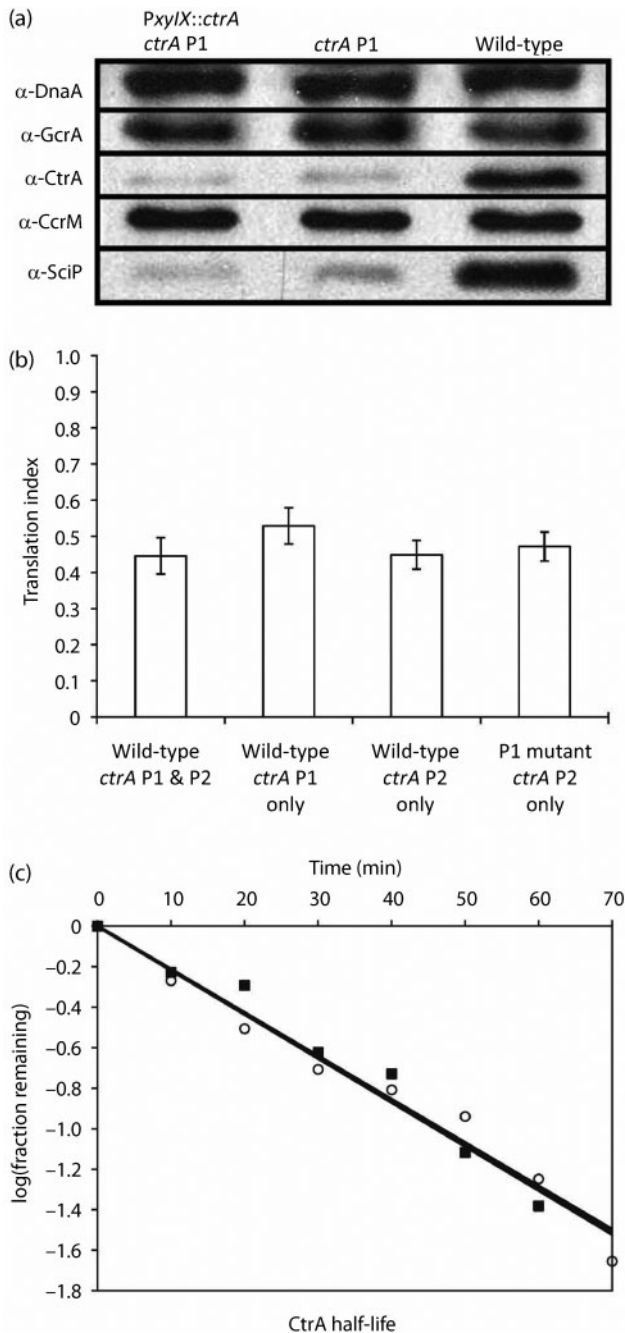 (a)
PxylX::ctrA
ctrA P1
ctrA P1
Wild-type
α-DnaA
α-GcrA
α-CtrA
α-CcrM
α-SciP
(b)
1.0
0.9
0.8
0.7
0.6
0.5
0.4
0.3
0.2
0.1
0
Translation index
Wild-type
ctrA P1 & P2
Wild-type
ctrA P1
only
Wild-type
ctrA P2
only
P1 mutant
ctrA P2
only
(c)
Time (min)
0 10 20 30 40 50 60 70
0
−0.2
−0.4
−0.6
−0.8
−1.0
−1.2
−1.4
−1.6
−1.8
log(fraction remaining)
CtrA half-life